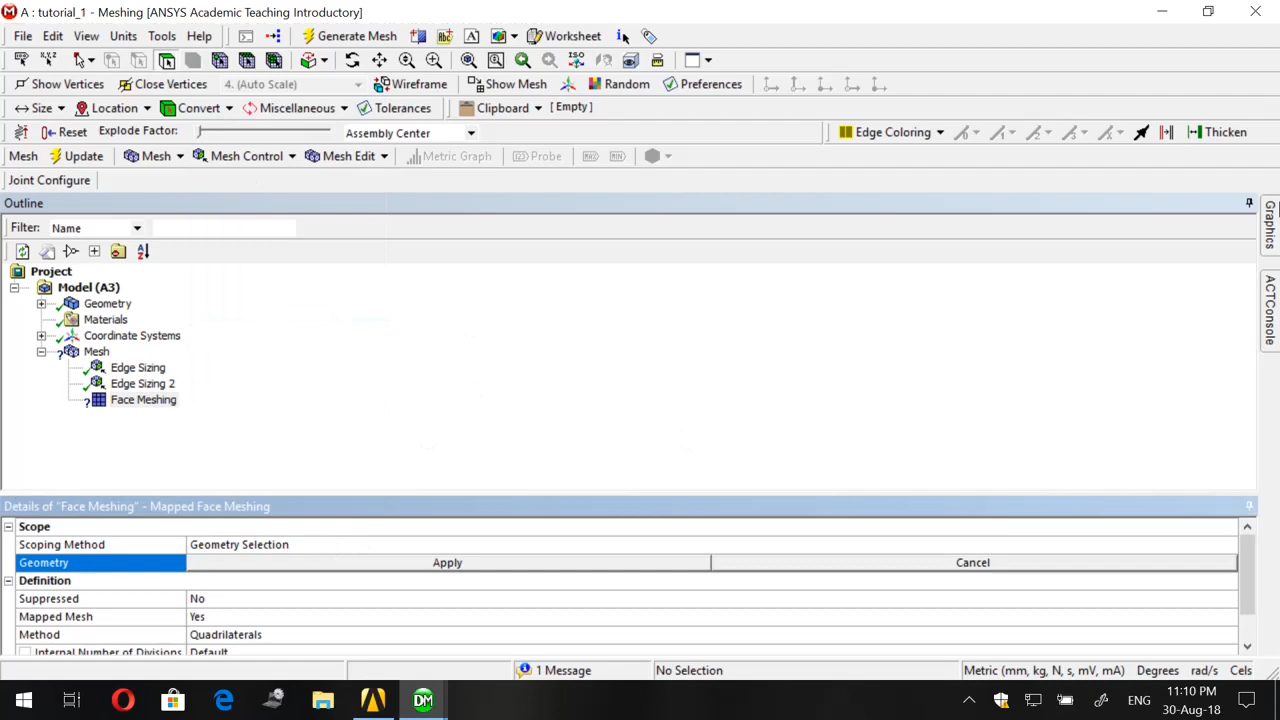 A : tutorial_1 - Meshing [ANSYS Academic Teaching Introductory]
File Edit View Units Tools Help Generate Mesh Worksheet
Show Vertices Close Vertices 4. (Auto Scale) Wireframe Show Mesh Random Preferences
Size Location Convert Miscellaneous Tolerances Clipboard [ Empty ]
Reset Explode Factor: Assembly Center Edge Coloring Thicken
Mesh Update Mesh Mesh Control Mesh Edit Metric Graph Probe
Joint Configure
Outline
Filter: Name
Project
Model (A3)
Geometry
Materials
Coordinate Systems
Mesh
Edge Sizing
Edge Sizing 2
Face Meshing
Graphics
ACTConsole
Details of "Face Meshing" - Mapped Face Meshing
Scope
Scoping Method Geometry Selection
Geometry Apply Cancel
Definition
Suppressed No
Mapped Mesh Yes
Method Quadrilaterals
Internal Number of Divisions Default
1 Message No Selection Metric (mm, kg, N, s, mV, mA) Degrees rad/s Cels
DM ENG 11:10 PM
30-Aug-18